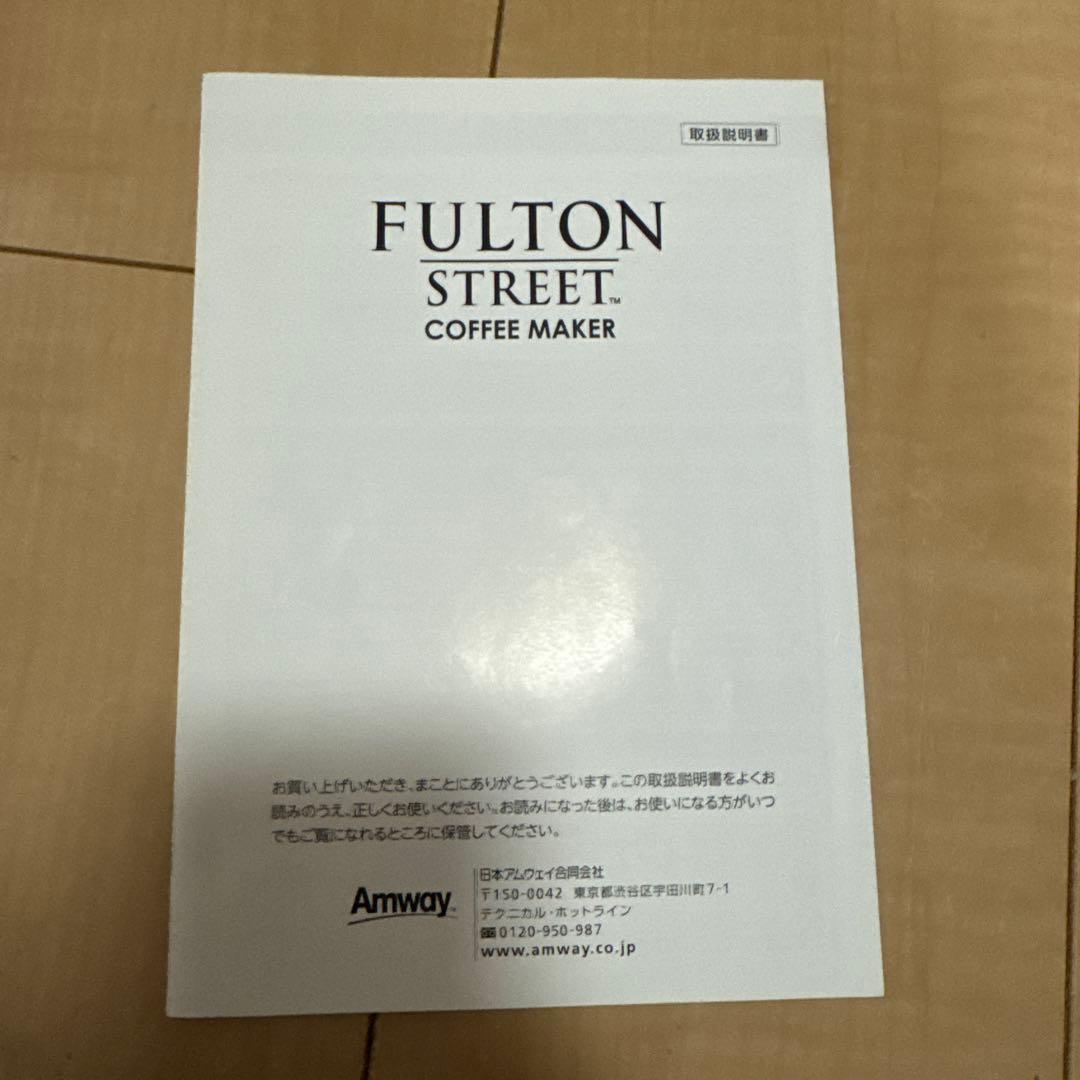 取扱説明書
FULTON
STREET™
COFFEE MAKER
お買い上げいただき、まことにありがとうございます。この取扱説明書をよくお
読みのうえ、正しくお使いください。お読みになった後は、お使いになる方がいつ
でもご覧になれるところに保管してください。
Amway™
日本アムウェイ合同会社
〒150-0042 東京都渋谷区宇田川町7-1
テクニカル・ホットライン
0120-950-987
www.amway.co.jp